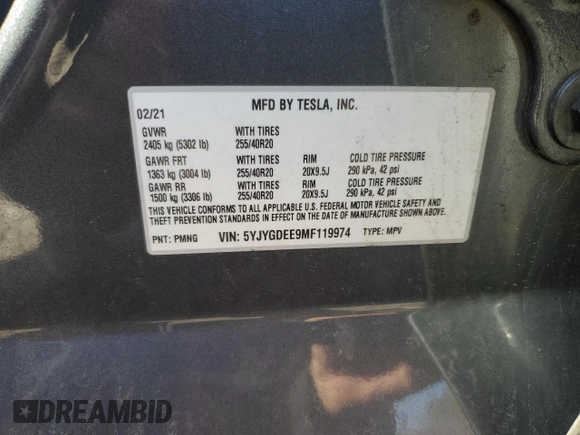 02/21 MFD BY TESLA, INC.
GVWR WITH TIRES
2405 kg (5302 lb) 255/40R20
GAWR FRT WITH TIRES RIM COLD TIRE PRESSURE
1363 kg (3004 lb) 255/40R20 20X9.5J 290 kPa, 42 psi
GAWR RR WITH TIRES RIM COLD TIRE PRESSURE
1500 kg (3306 lb) 255/40R20 20X9.5J 290 kPa, 42 psi
THIS VEHICLE CONFORMS TO ALL APPLICABLE U.S. FEDERAL MOTOR VEHICLE SAFETY AND
THEFT PREVENTION STANDARDS IN EFFECT ON THE DATE OF MANUFACTURE SHOWN ABOVE.
PNT: PMNG VIN: 5YJYGDEE9MF119974 TYPE: MPV
DREAMBID